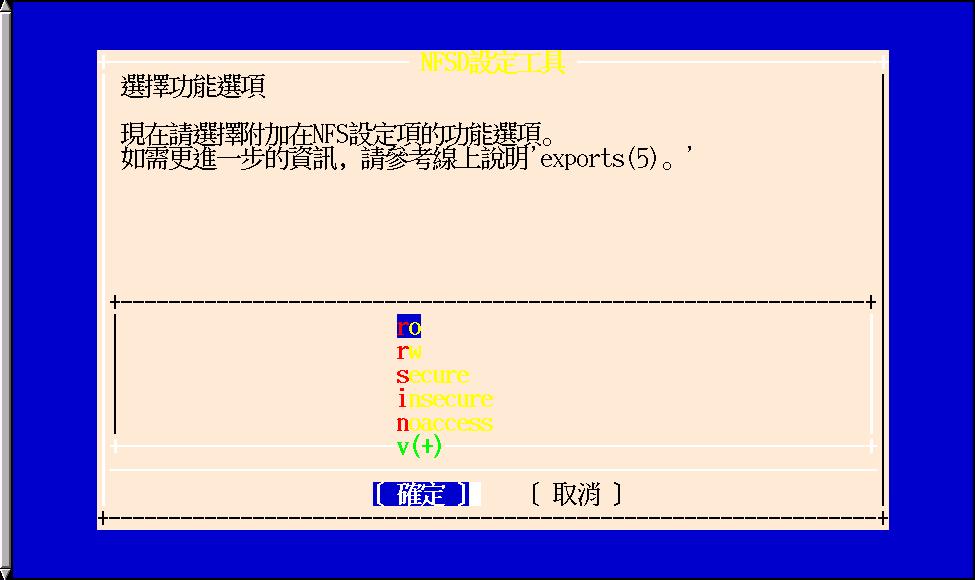 NFSD設定工具
選擇功能選項
現在請選擇附加在NFS設定項的功能選項。
如需更進一步的資訊, 請參考線上說明'exports(5)。'
ro
rw
secure
insecure
noaccess
v(+)
[ 確定 ] [ 取消 ]